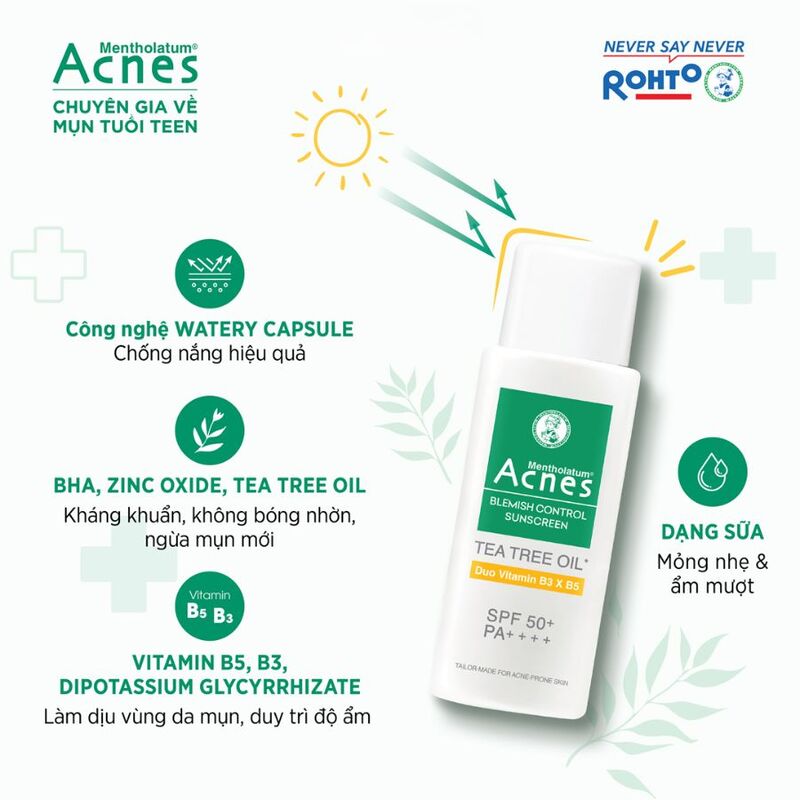 Mentholatum®
Acnes
CHUYÊN GIA VỀ
MỤN TUỔI TEEN
NEVER SAY NEVER
ROHTO
Công nghệ WATERY CAPSULE
Chống nắng hiệu quả
BHA, ZINC OXIDE, TEA TREE OIL
Kháng khuẩn, không bóng nhờn,
ngừa mụn mới
Vitamin
B5 B3
VITAMIN B5, B3,
DIPOTASSIUM GLYCYRRHIZATE
Làm dịu vùng da mụn, duy trì độ ẩm
Mentholatum®
Acnes
BLEMISH CONTROL
SUNSCREEN
TEA TREE OIL*
Duo Vitamin B3 X B5
SPF 50+
PA++++
TAILOR-MADE FOR ACNE-PRONE SKIN
DẠNG SỮA
Mỏng nhẹ &
ẩm mượt